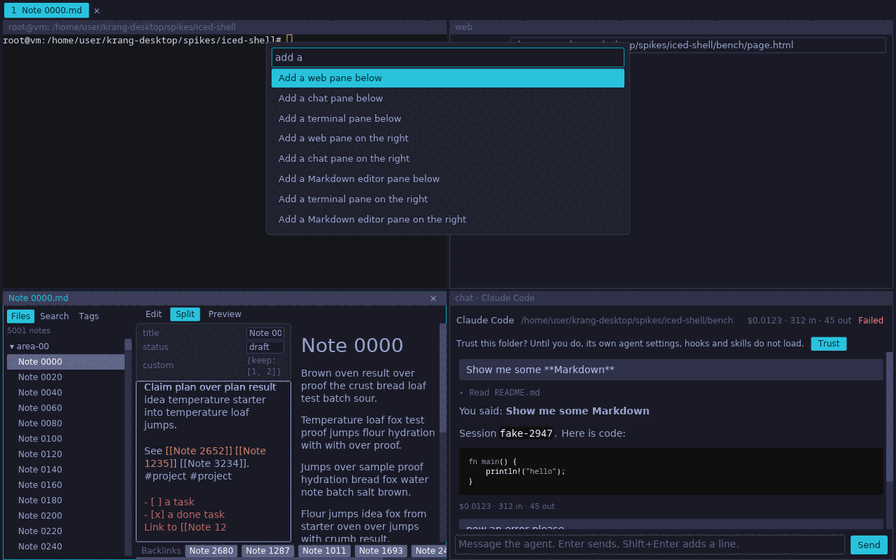 1 Note 0000.md ×
root@vm: /home/user/krang-desktop/spikes/iced-shell
root@vm:/home/user/krang-desktop/spikes/iced-shell#
web
p/spikes/iced-shell/bench/page.html
add a
Add a web pane below
Add a chat pane below
Add a terminal pane below
Add a web pane on the right
Add a chat pane on the right
Add a Markdown editor pane below
Add a terminal pane on the right
Add a Markdown editor pane on the right
Note 0000.md ×
Files Search Tags
5001 notes
▾ area-00
Note 0000
Note 0020
Note 0040
Note 0060
Note 0080
Note 0100
Note 0120
Note 0140
Note 0160
Note 0180
Note 0200
Note 0220
Note 0240
Edit Split Preview
title Note 00
status draft
custom {keep:
[1, 2]}
Claim plan over plan result
idea temperature starter
into temperature loaf
jumps.
See [[Note 2652]] [[Note
1235]] [[Note 3234]].
#project #project
- [ ] a task
- [x] a done task
Link to [[Note 12
Note 0000
Brown oven result over
proof the crust bread loaf
test batch sour.
Temperature loaf fox test
proof jumps flour hydration
with with over proof.
Jumps over sample proof
hydration bread fox water
note batch salt brown.
Flour jumps idea fox from
starter oven over jumps
with crumb result.
Backlinks Note 2680 Note 1287 Note 1011 Note 1693 Note 24
chat · Claude Code
Claude Code /home/user/krang-desktop/spikes/iced-shell/bench $0.0123 · 312 in · 45 out Failed
Trust this folder? Until you do, its own agent settings, hooks and skills do not load. Trust
Show me some **Markdown**
· Read README.md
You said: Show me some Markdown
Session fake-2947. Here is code:
fn main() {
println!("hello");
}
$0.0123 · 312 in · 45 out
now an error please
Message the agent. Enter sends, Shift+Enter adds a line. Send